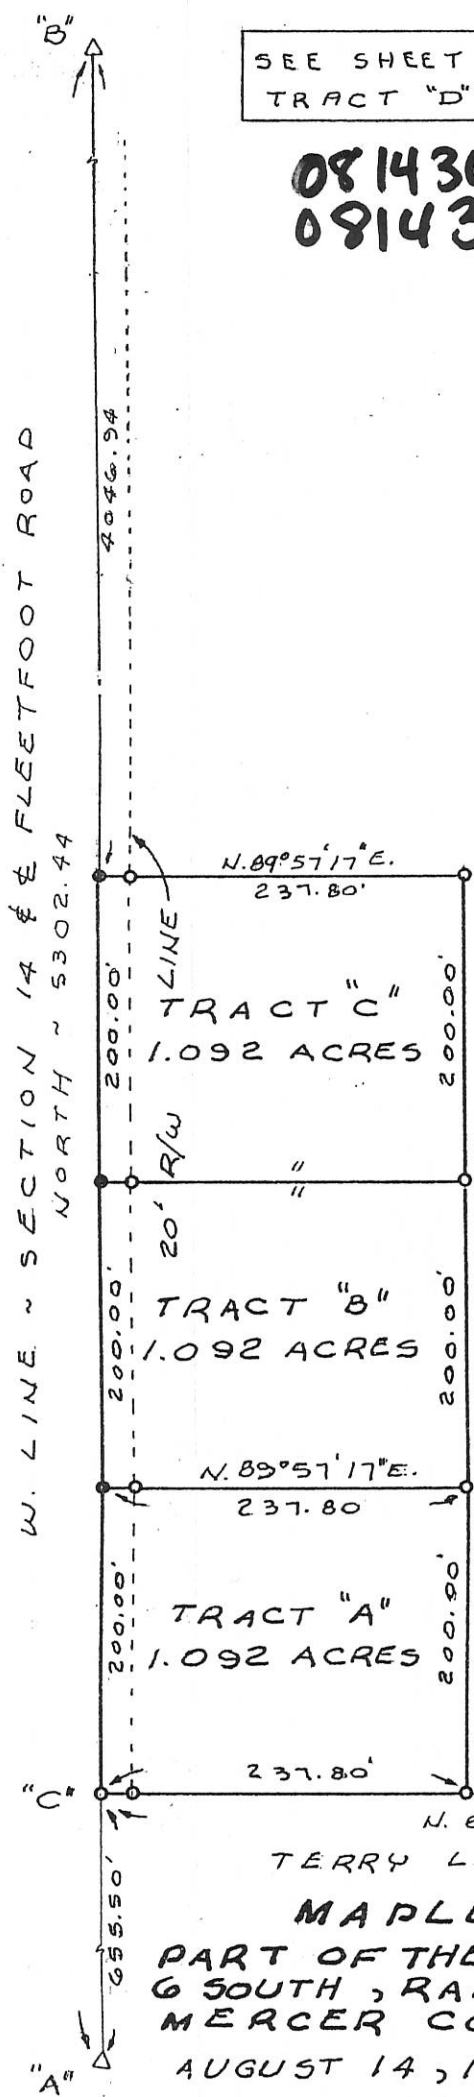 "B"
SEE SHEET
TRACT "D"
081430
08143
4046.94
W. LINE ~ SECTION 14 & ℄ FLEETFOOT ROAD
NORTH ~ 5302.44
N.89°57'17"E.
237.80'
LINE
200.00'
TRACT "C"
1.092 ACRES
200.00'
20' R/W
"
"
200.00'
TRACT "B"
1.092 ACRES
200.00'
N.89°57'17"E.
237.80
200.00'
TRACT "A"
1.092 ACRES
200.00'
237.80'
"C"
N.
TERRY L
655.50'
MAPL
PART OF THE
6 SOUTH, RA
MERCER CO
"A"
AUGUST 14, 1